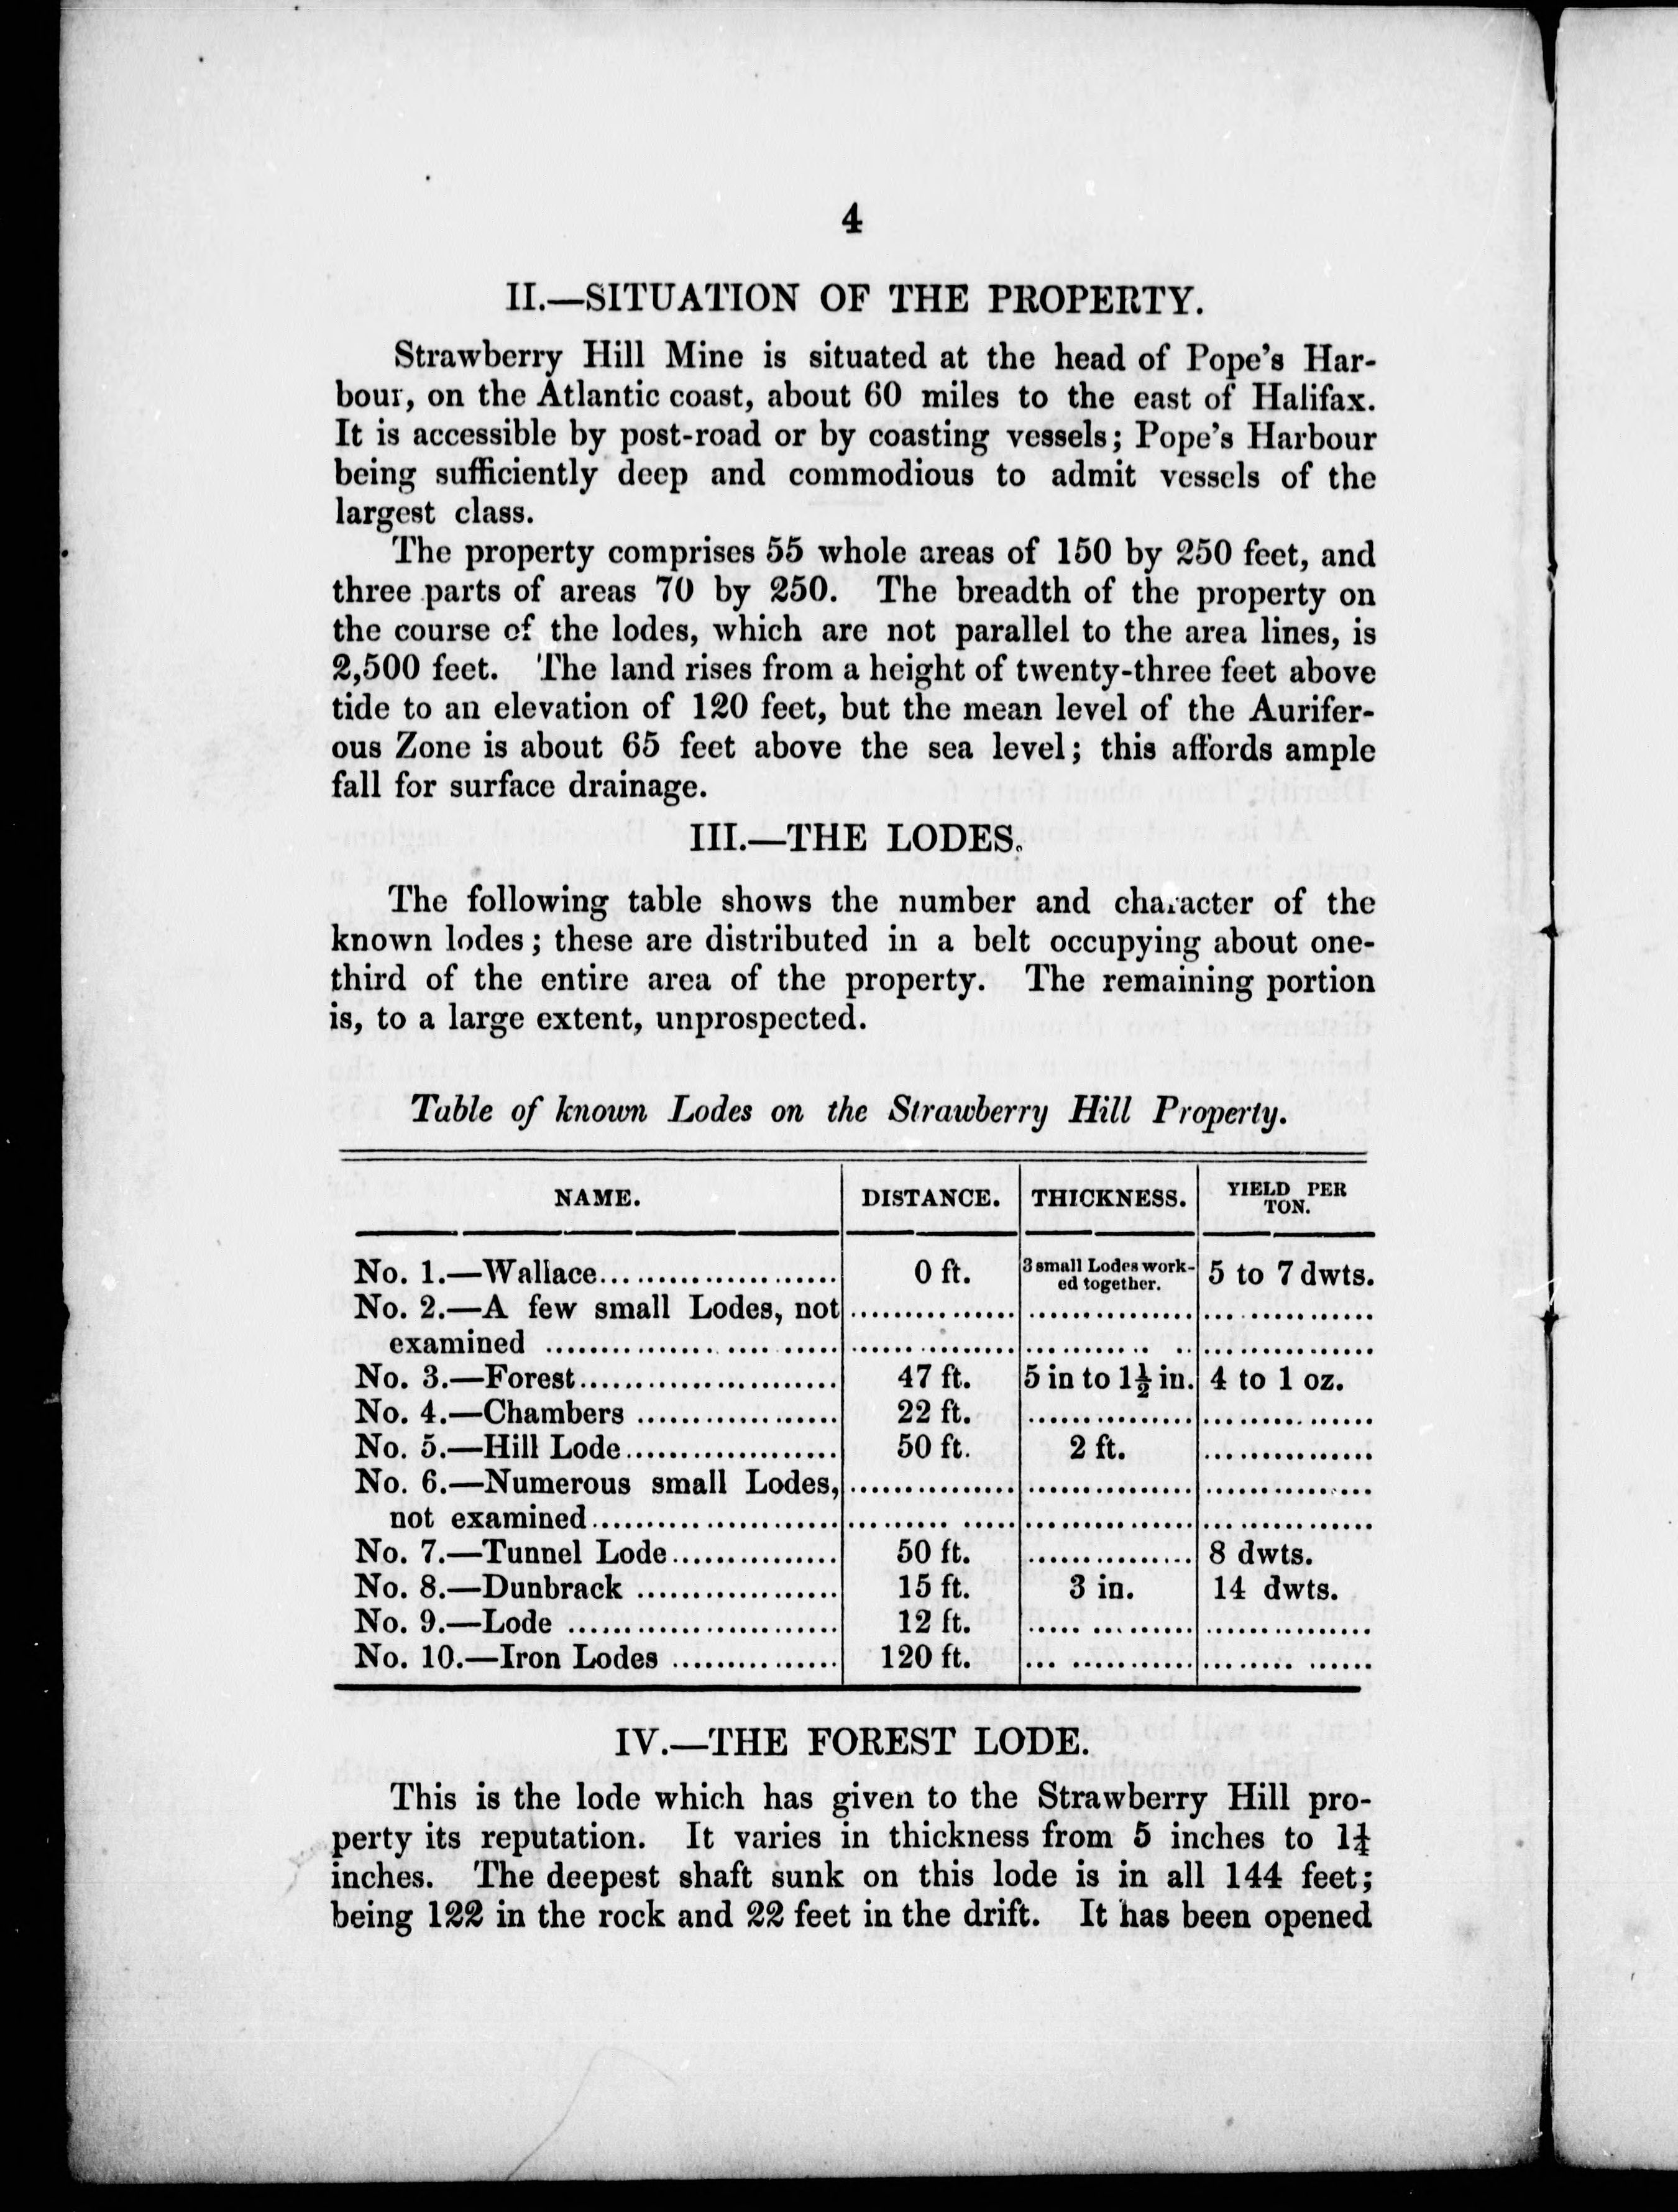 4
II.—SITUATION OF THE PROPERTY.
Strawberry Hill Mine is situated at the head of Pope's Har-
bour, on the Atlantic coast, about 60 miles to the east of Halifax.
It is accessible by post-road or by coasting vessels; Pope's Harbour
being sufficiently deep and commodious to admit vessels of the
largest class.
The property comprises 55 whole areas of 150 by 250 feet, and
three parts of areas 70 by 250. The breadth of the property on
the course of the lodes, which are not parallel to the area lines, is
2,500 feet. The land rises from a height of twenty-three feet above
tide to an elevation of 120 feet, but the mean level of the Aurifer-
ous Zone is about 65 feet above the sea level; this affords ample
fall for surface drainage.
III.—THE LODES.
The following table shows the number and character of the
known lodes; these are distributed in a belt occupying about one-
third of the entire area of the property. The remaining portion
is, to a large extent, unprospected.
Table of known Lodes on the Strawberry Hill Property.
NAME. DISTANCE. THICKNESS. YIELD PER TON.
No. 1.—Wallace..................... 0 ft. 3 small Lodes work-ed together. 5 to 7 dwts.
No. 2.—A few small Lodes, not ............... ............... ...............
examined .......................... ............... ............... ...............
No. 3.—Forest....................... 47 ft. 5 in to 1½ in. 4 to 1 oz.
No. 4.—Chambers .................. 22 ft. ............... ...............
No. 5.—Hill Lode................... 50 ft. 2 ft. ...............
No. 6.—Numerous small Lodes, ............... ............... ...............
not examined...................... ............... ............... ...............
No. 7.—Tunnel Lode............... 50 ft. ............... 8 dwts.
No. 8.—Dunbrack .................. 15 ft. 3 in. 14 dwts.
No. 9.—Lode ........................ 12 ft. ............... ...............
No. 10.—Iron Lodes ............... 120 ft. ............... ...............
IV.—THE FOREST LODE.
This is the lode which has given to the Strawberry Hill pro-
perty its reputation. It varies in thickness from 5 inches to 1¼
inches. The deepest shaft sunk on this lode is in all 144 feet;
being 122 in the rock and 22 feet in the drift. It has been opened